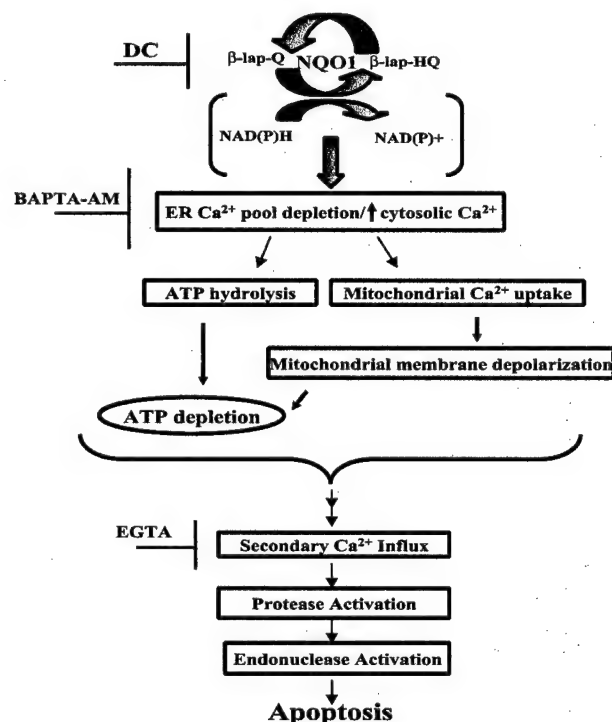 DC
β-lap-Q NQO1 β-lap-HQ
NAD(P)H NAD(P)+
BAPTA-AM
ER Ca²⁺ pool depletion/↑ cytosolic Ca²⁺
ATP hydrolysis Mitochondrial Ca²⁺ uptake
Mitochondrial membrane depolarization
ATP depletion
EGTA
Secondary Ca²⁺ Influx
Protease Activation
Endonuclease Activation
Apoptosis